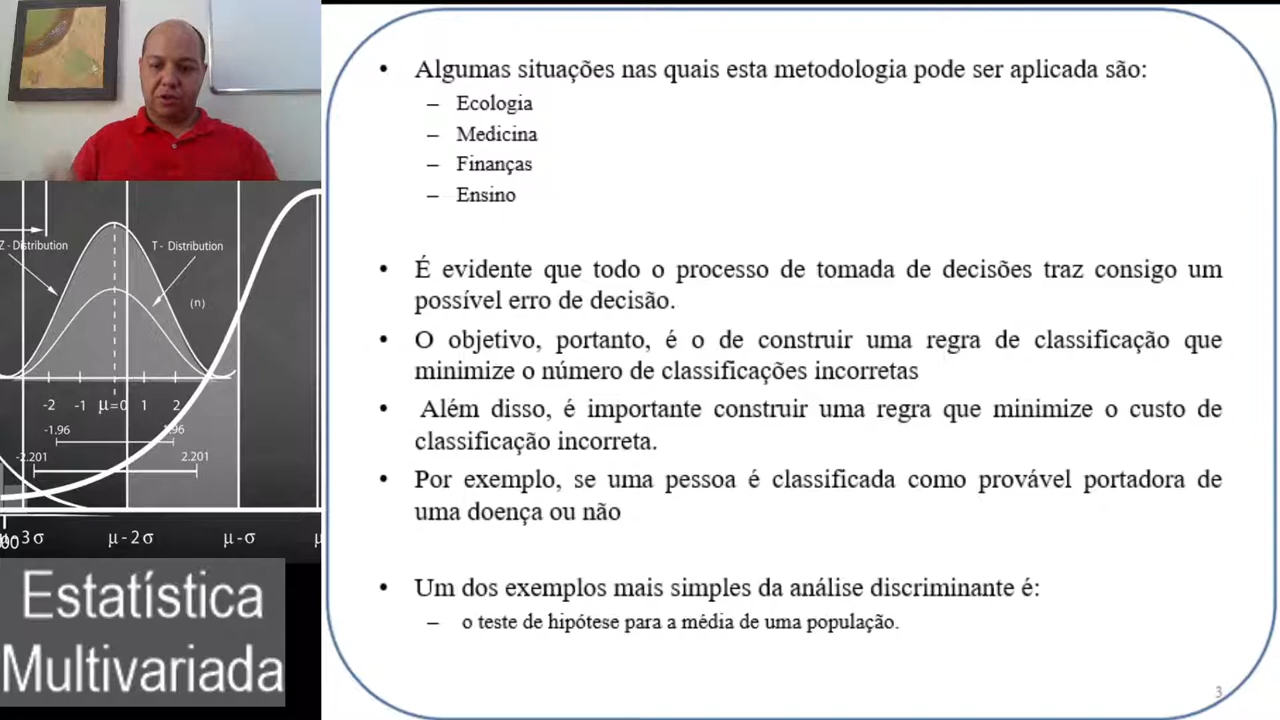 • Algumas situações nas quais esta metodologia pode ser aplicada são:
– Ecologia
– Medicina
– Finanças
– Ensino
• É evidente que todo o processo de tomada de decisões traz consigo um
possível erro de decisão.
• O objetivo, portanto, é o de construir uma regra de classificação que
minimize o número de classificações incorretas
• Além disso, é importante construir uma regra que minimize o custo de
classificação incorreta.
• Por exemplo, se uma pessoa é classificada como provável portadora de
uma doença ou não
• Um dos exemplos mais simples da análise discriminante é:
– o teste de hipótese para a média de uma população.
3
Z - Distribution
T - Distribution
(n)
-2 -1 μ=0 1 2
-1.96
-2.201 2.201
μ-3σ μ-2σ μ-σ
Estatística
Multivariada